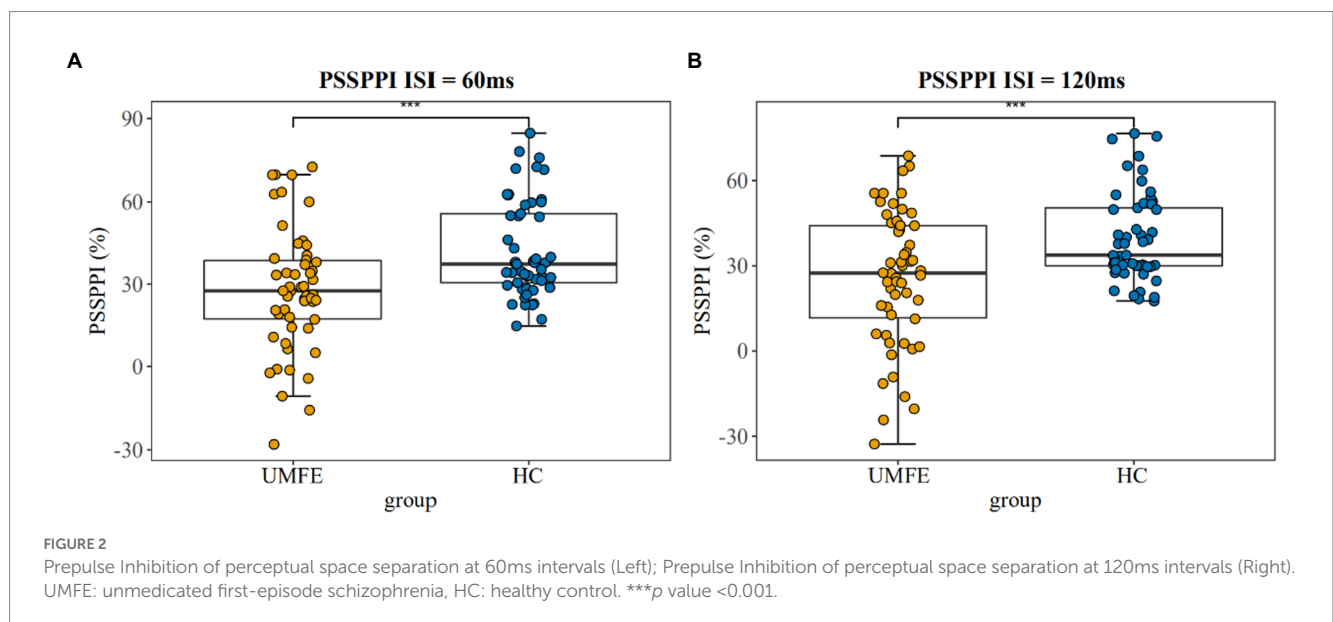 A
PSSPPI ISI = 60ms
***
90
60
30
0
-30
PSSPPI (%)
UMFE
HC
group
B
PSSPPI ISI = 120ms
***
60
30
0
-30
PSSPPI (%)
UMFE
HC
group
FIGURE 2
Prepulse Inhibition of perceptual space separation at 60ms intervals (Left); Prepulse Inhibition of perceptual space separation at 120ms intervals (Right).
UMFE: unmedicated first-episode schizophrenia, HC: healthy control. ***p value <0.001.